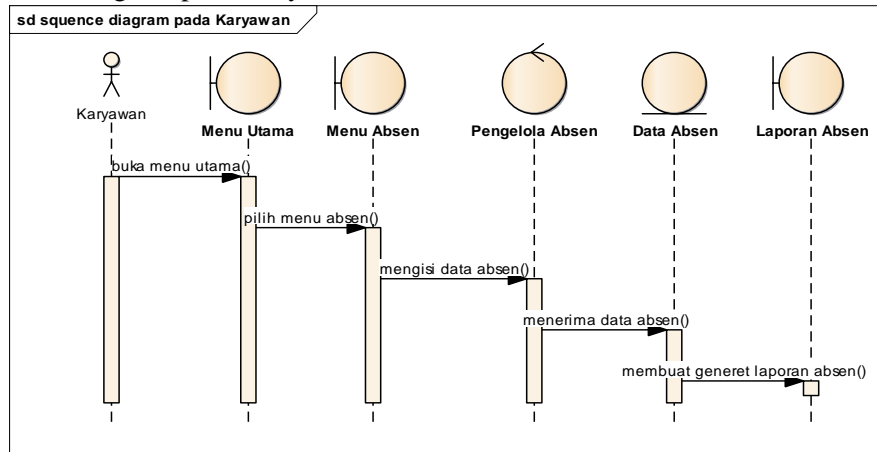 sd squence diagram pada Karyawan
Karyawan
Menu Utama
Menu Absen
Pengelola Absen
Data Absen
Laporan Absen
buka menu utama()
pilih menu absen()
mengisi data absen()
menerima data absen()
membuat generet laporan absen()